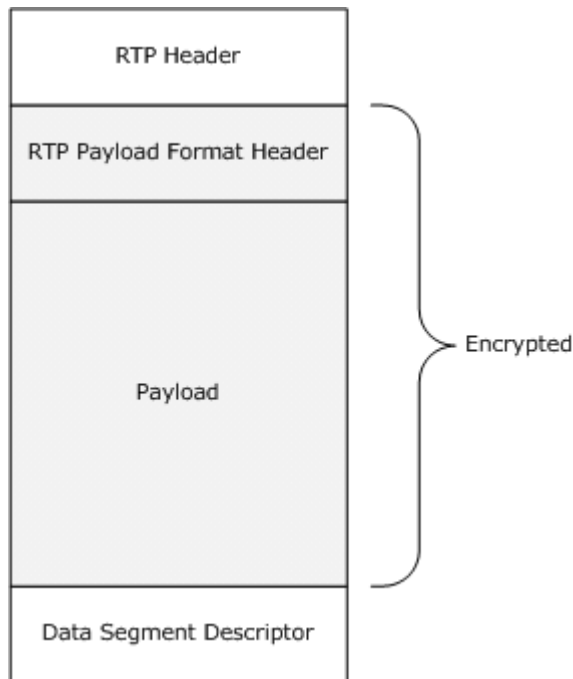 RTP Header
RTP Payload Format Header
Payload
Encrypted
Data Segment Descriptor